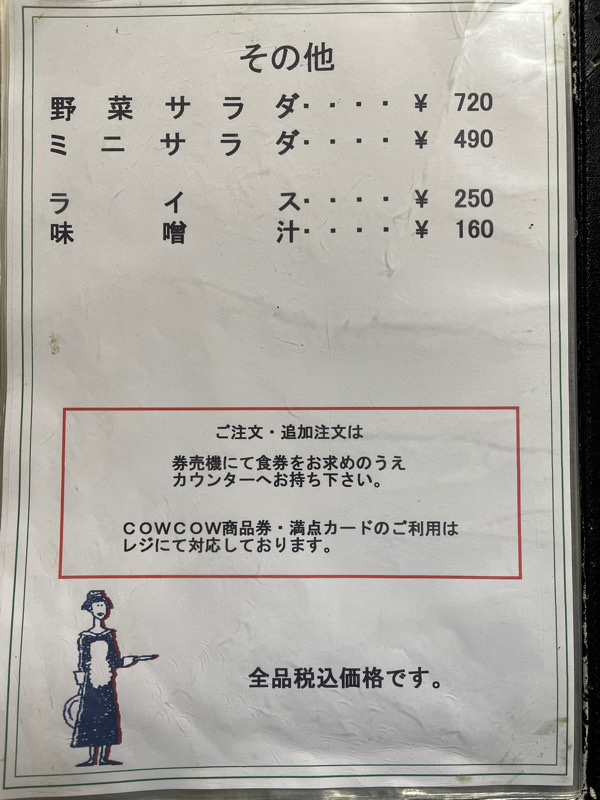 その他
野菜サラダ・・・・¥ 720
ミニサラダ・・・・¥ 490
ライス・・・・¥ 250
味噌汁・・・・¥ 160
ご注文・追加注文は
券売機にて食券をお求めのうえ
カウンターへお持ち下さい。
COWCOW商品券・満点カードのご利用は
レジにて対応しております。
全品税込価格です。